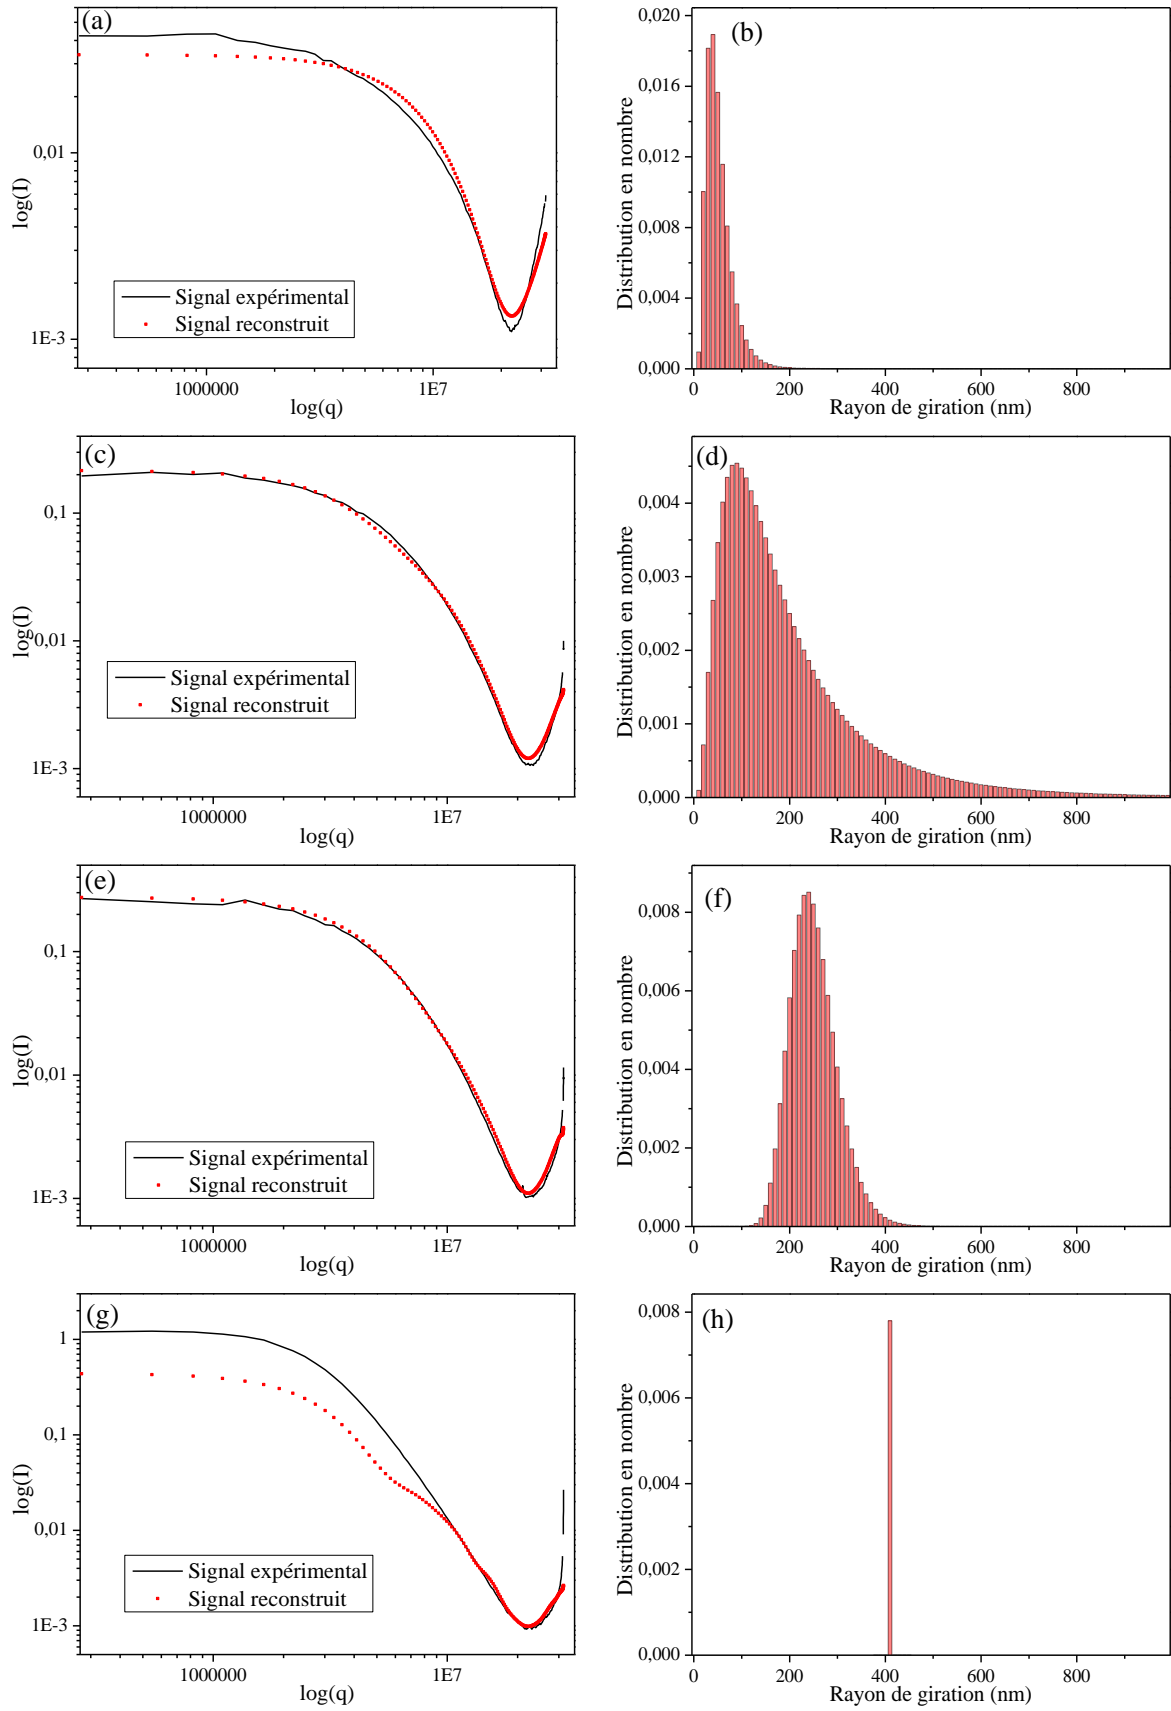 (a)
log(I)
0,01
1E-3
Signal expérimental
Signal reconstruit
1000000 1E7
log(q)
(b)
Distribution en nombre
0,020
0,016
0,012
0,008
0,004
0,000
0 200 400 600 800
Rayon de giration (nm)
(c)
log(I)
0,1
0,01
1E-3
Signal expérimental
Signal reconstruit
1000000 1E7
log(q)
(d)
Distribution en nombre
0,004
0,003
0,002
0,001
0,000
0 200 400 600 800
Rayon de giration (nm)
(e)
log(I)
0,1
0,01
1E-3
Signal expérimental
Signal reconstruit
1000000 1E7
log(q)
(f)
Distribution en nombre
0,008
0,006
0,004
0,002
0,000
0 200 400 600 800
Rayon de giration (nm)
(g)
log(I)
1
0,1
0,01
1E-3
Signal expérimental
Signal reconstruit
1000000 1E7
log(q)
(h)
Distribution en nombre
0,008
0,006
0,004
0,002
0,000
0 200 400 600 800
Rayon de giration (nm)